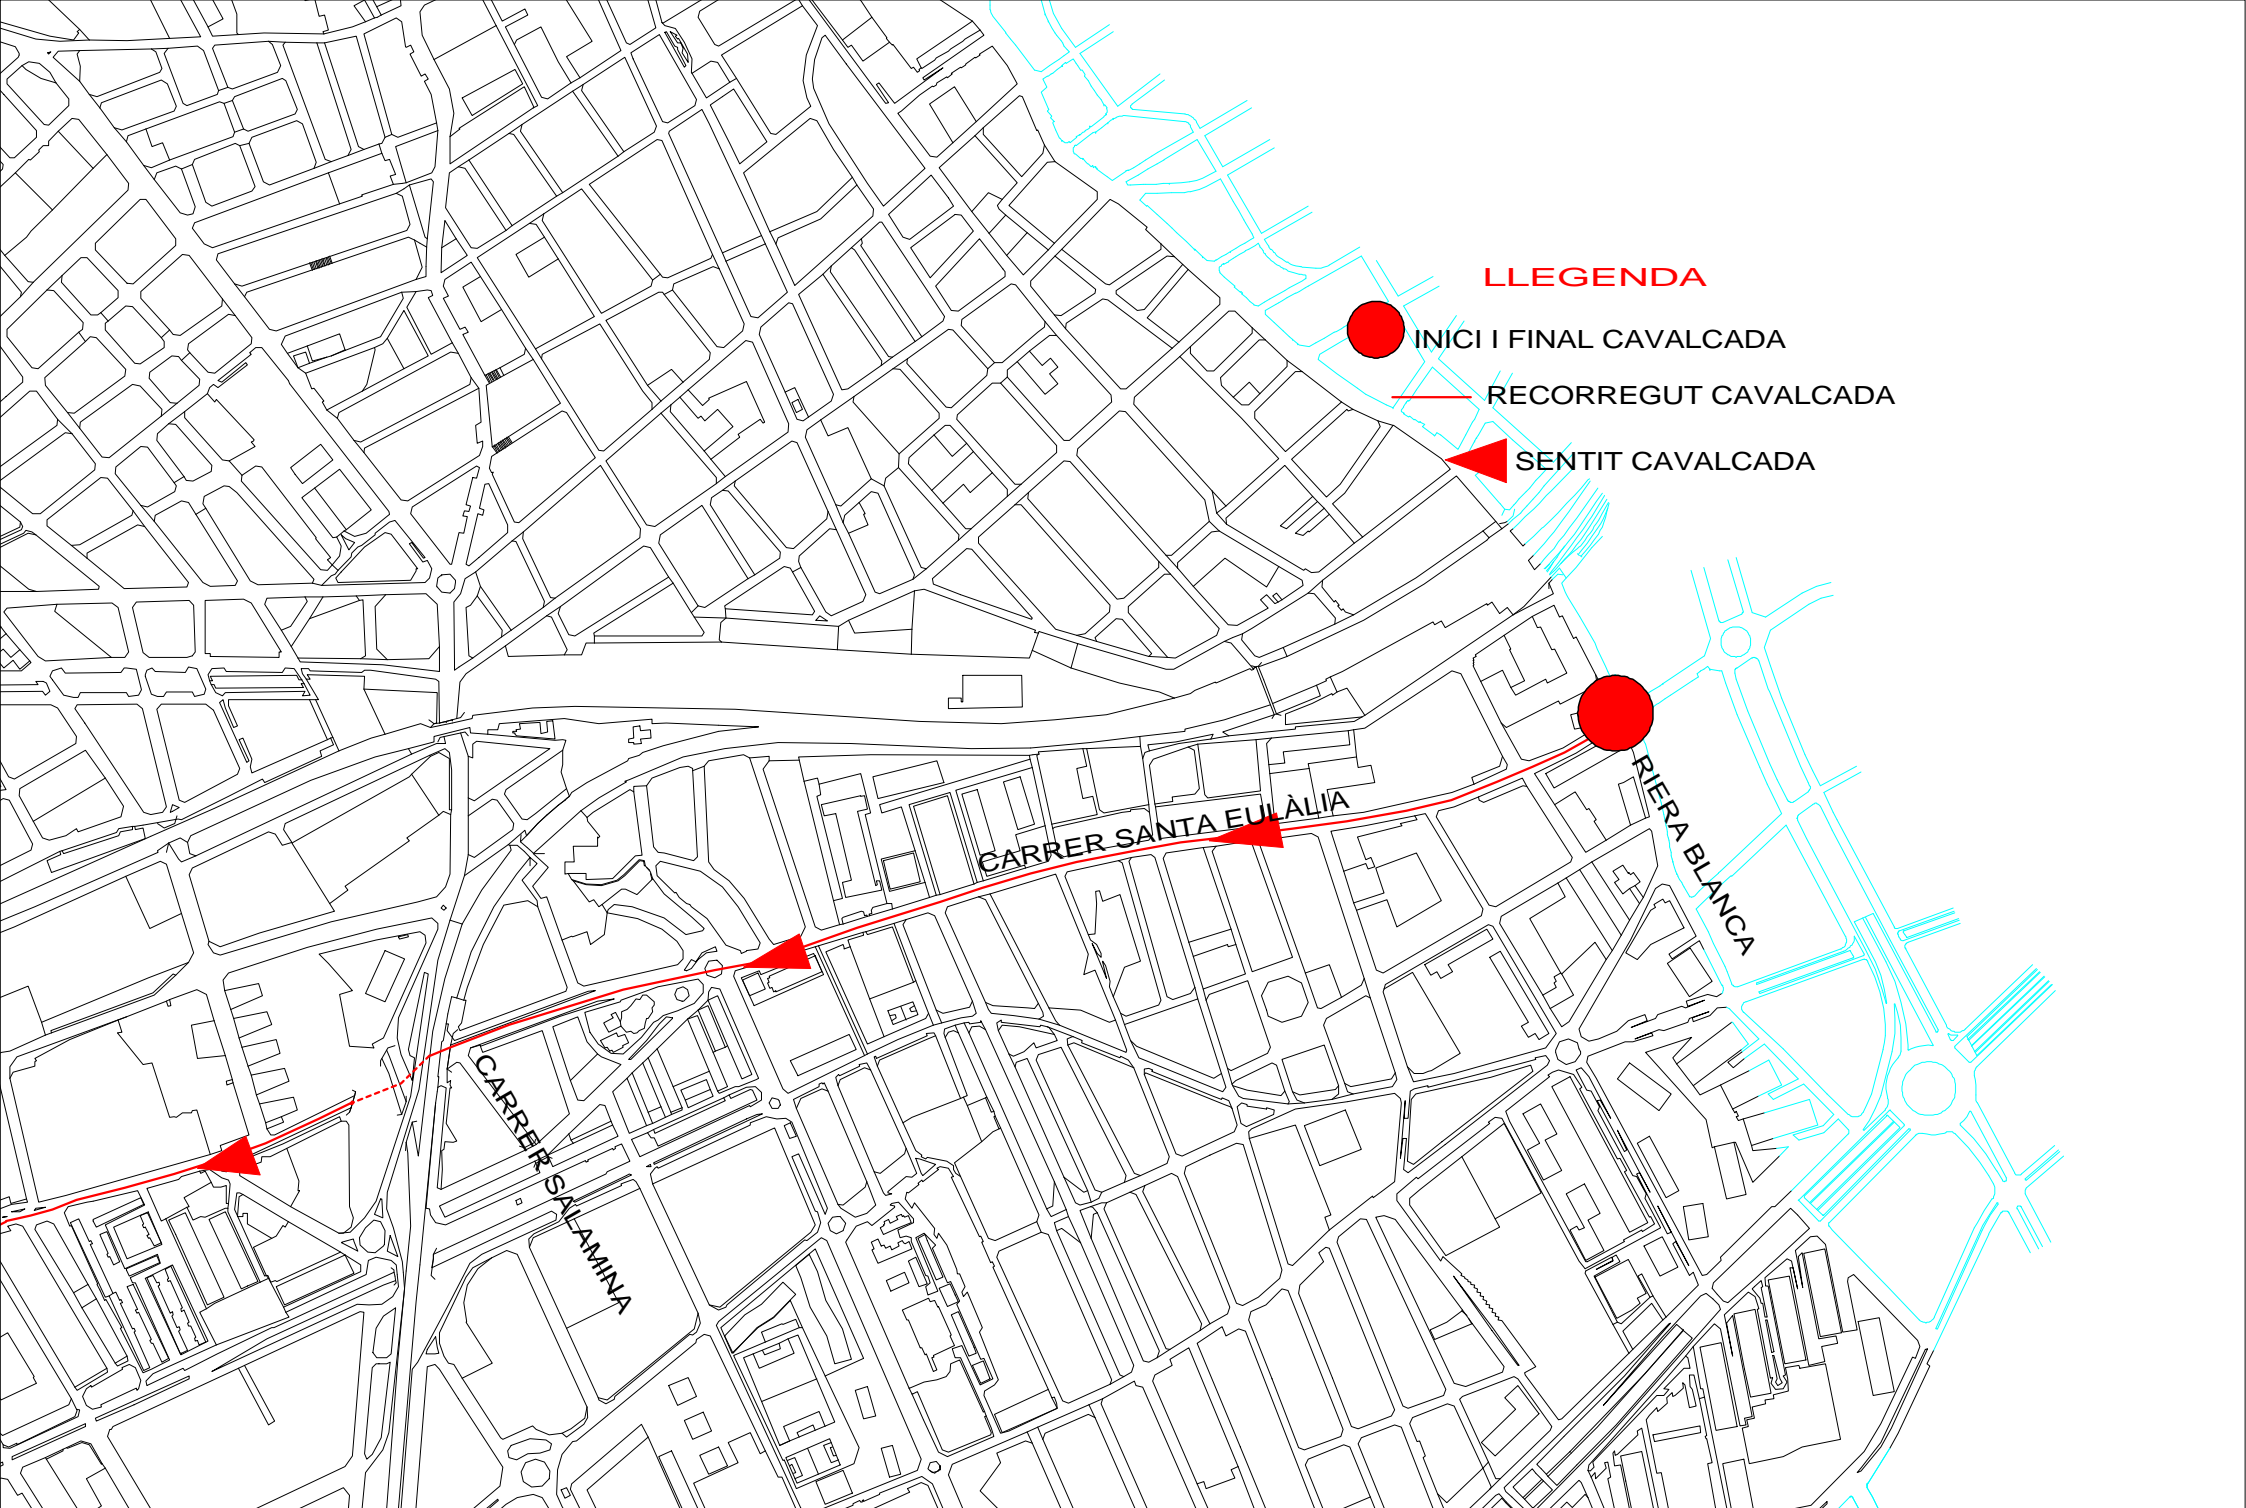 LLEGENDA
INICI I FINAL CAVALCADA
RECORREGUT CAVALCADA
SENTIT CAVALCADA
CARRER SANTA EULÀLIA
RIERA BLANCA
CARRER SALAMINA